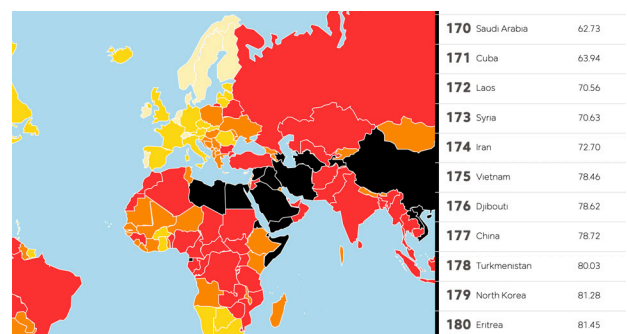 170 Saudi Arabia 62.73
171 Cuba 63.94
172 Laos 70.56
173 Syria 70.63
174 Iran 72.70
175 Vietnam 78.46
176 Djibouti 78.62
177 China 78.72
178 Turkmenistan 80.03
179 North Korea 81.28
180 Eritrea 81.45